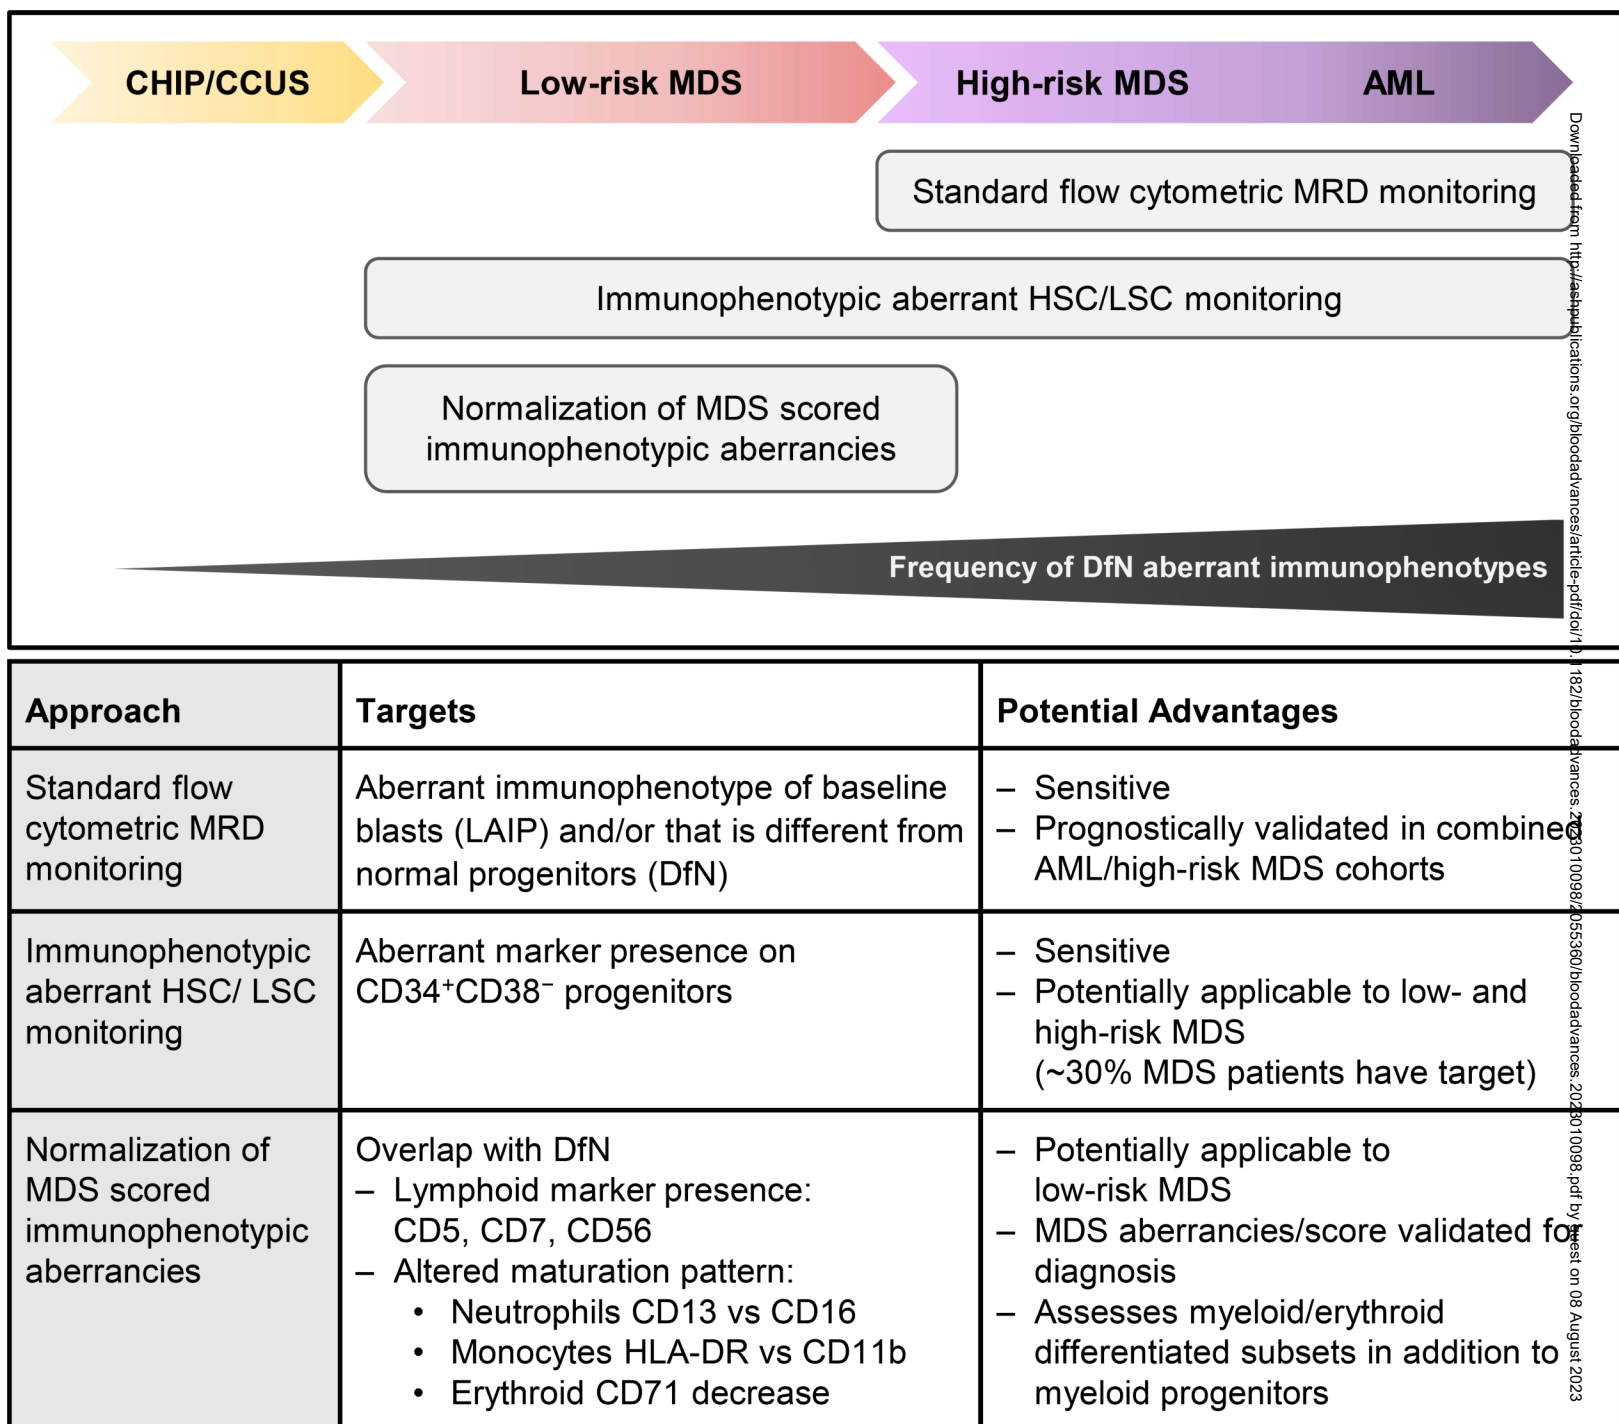 CHIP/CCUS
Low-risk MDS
High-risk MDS
AML
Standard flow cytometric MRD monitoring
Immunophenotypic aberrant HSC/LSC monitoring
Normalization of MDS scored
immunophenotypic aberrancies
Frequency of DfN aberrant immunophenotypes
Approach
Targets
Potential Advantages
Standard flow
cytometric MRD
monitoring
Aberrant immunophenotype of baseline
blasts (LAIP) and/or that is different from
normal progenitors (DfN)
– Sensitive
– Prognostically validated in combined
AML/high-risk MDS cohorts
Immunophenotypic
aberrant HSC/ LSC
monitoring
Aberrant marker presence on
CD34⁺CD38⁻ progenitors
– Sensitive
– Potentially applicable to low- and
high-risk MDS
(~30% MDS patients have target)
Normalization of
MDS scored
immunophenotypic
aberrancies
Overlap with DfN
– Lymphoid marker presence:
CD5, CD7, CD56
– Altered maturation pattern:
• Neutrophils CD13 vs CD16
• Monocytes HLA-DR vs CD11b
• Erythroid CD71 decrease
– Potentially applicable to
low-risk MDS
– MDS aberrancies/score validated for
diagnosis
– Assesses myeloid/erythroid
differentiated subsets in addition to
myeloid progenitors
Downloaded from http://ashpublications.org/bloodadvances/article-pdf/doi/10.1182/bloodadvances.2023010098/2055360/bloodadvances.2023010098.pdf by guest on 08 August 2023